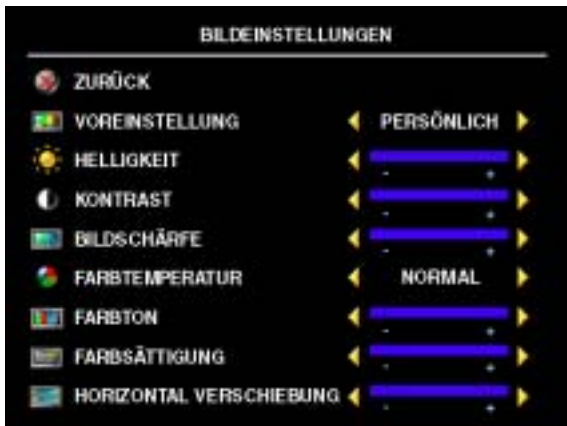 BILDEINSTELLUNGEN
ZURÜCK
VOREINSTELLUNG PERSÖNLICH
HELLIGKEIT
- +
KONTRAST
- +
BILDSCHÄRFE
- +
FARBTEMPERATUR NORMAL
FARBTON
- +
FARBSÄTTIGUNG
- +
HORIZONTAL VERSCHIEBUNG
- +